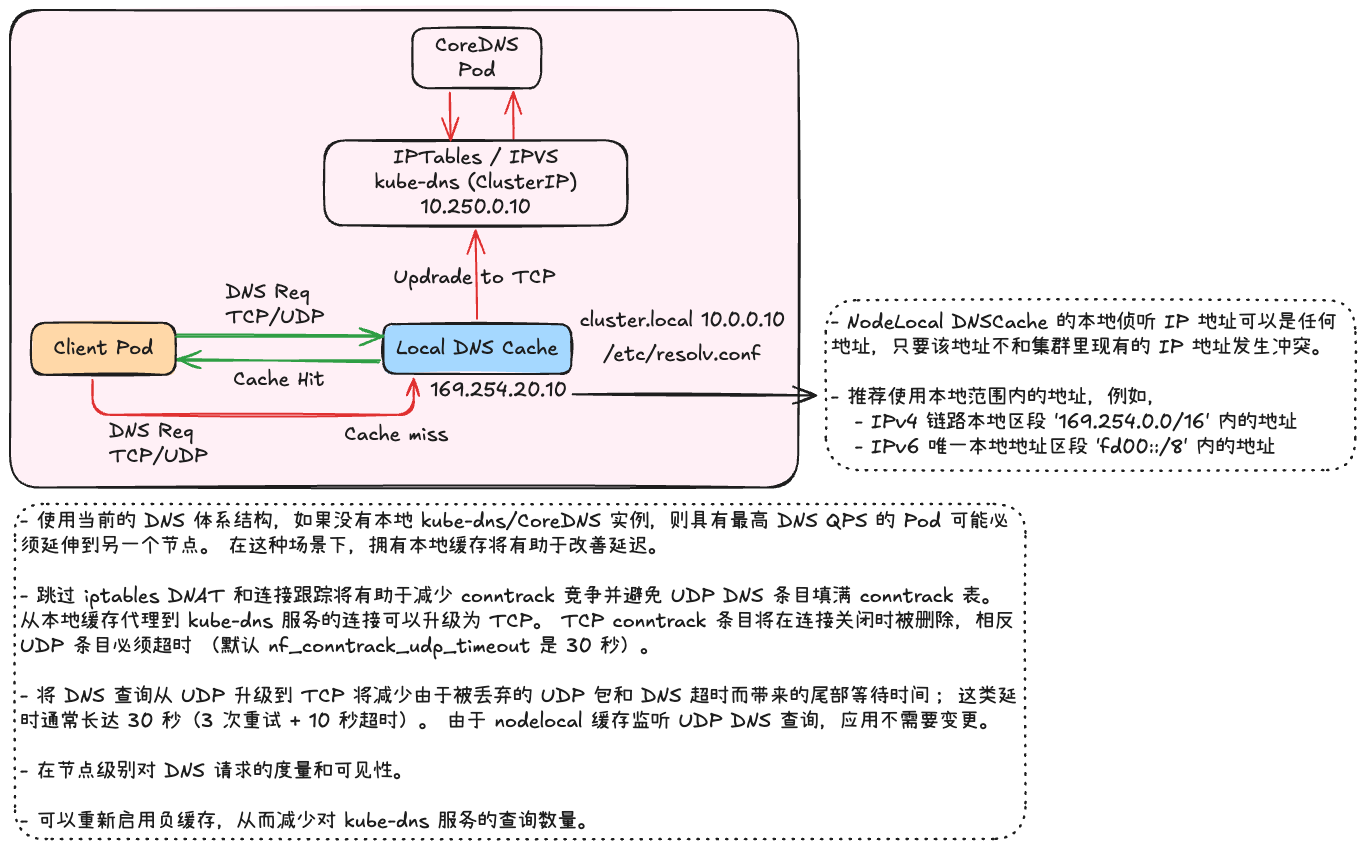 CoreDNS
Pod
IPTables / IPVS
kube-dns (ClusterIP)
10.250.0.10
Updrade to TCP
DNS Req
TCP/UDP
Client Pod
Local DNS Cache
cluster.local 10.0.0.10
/etc/resolv.conf
Cache Hit
169.254.20.10
DNS Req
TCP/UDP
Cache miss
- NodeLocal DNSCache 的本地侦听 IP 地址可以是任何
地址，只要该地址不和集群里现有的 IP 地址发生冲突。
- 推荐使用本地范围内的地址，例如，
- IPv4 链路本地区段 '169.254.0.0/16' 内的地址
- IPv6 唯一本地地址区段 'fd00::/8' 内的地址
- 使用当前的 DNS 体系结构，如果没有本地 kube-dns/CoreDNS 实例，则具有最高 DNS QPS 的 Pod 可能必
须延伸到另一个节点。 在这种场景下，拥有本地缓存将有助于改善延迟。
- 跳过 iptables DNAT 和连接跟踪将有助于减少 conntrack 竞争并避免 UDP DNS 条目填满 conntrack 表。
从本地缓存代理到 kube-dns 服务的连接可以升级为 TCP。 TCP conntrack 条目将在连接关闭时被删除，相反
UDP 条目必须超时 （默认 nf_conntrack_udp_timeout 是 30 秒）。
- 将 DNS 查询从 UDP 升级到 TCP 将减少由于被丢弃的 UDP 包和 DNS 超时而带来的尾部等待时间；这类延
时通常长达 30 秒（3 次重试 + 10 秒超时）。 由于 nodelocal 缓存监听 UDP DNS 查询，应用不需要变更。
- 在节点级别对 DNS 请求的度量和可见性。
- 可以重新启用负缓存，从而减少对 kube-dns 服务的查询数量。